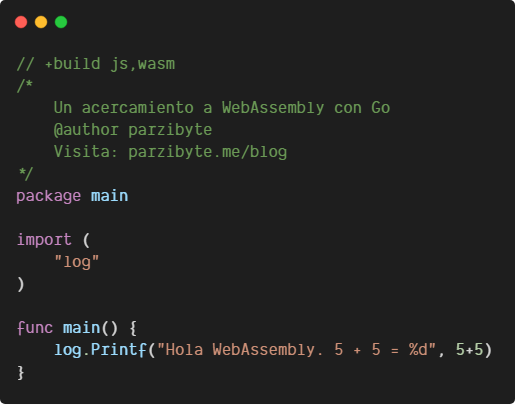 // +build js,wasm
/*
    Un acercamiento a WebAssembly con Go
    @author parzibyte
    Visita: parzibyte.me/blog
*/
package main
import (
    "log"
)
func main() {
    log.Printf("Hola WebAssembly. 5 + 5 = %d", 5+5)
}